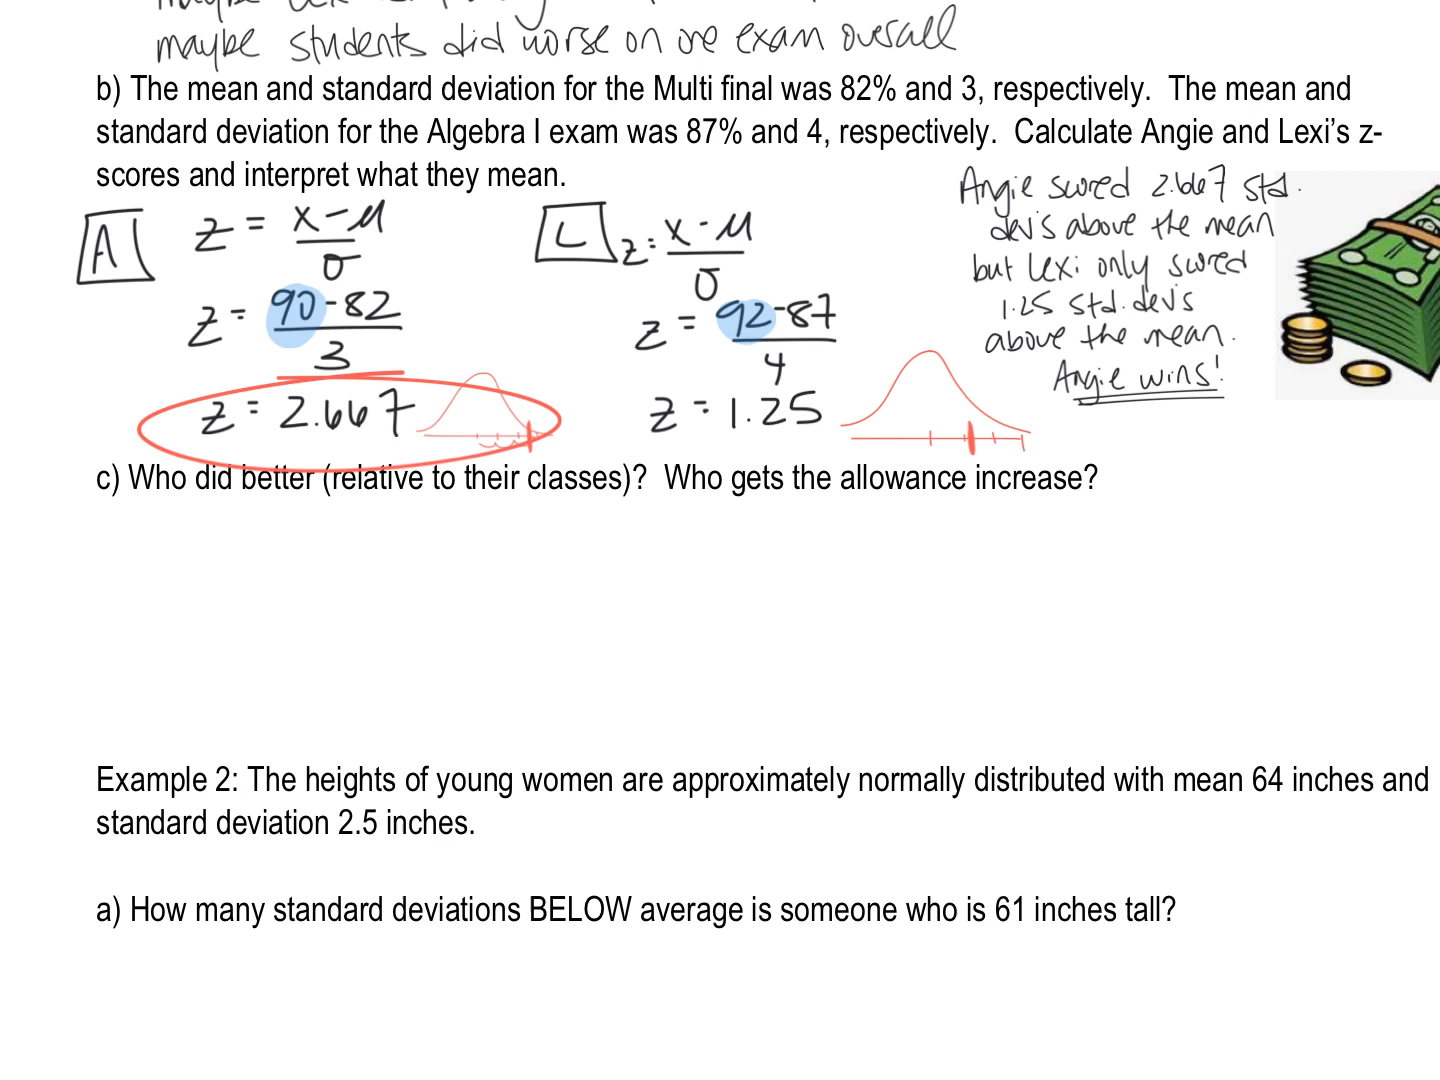 maybe students did worse on one exam overall
b) The mean and standard deviation for the Multi final was 82% and 3, respectively. The mean and
standard deviation for the Algebra I exam was 87% and 4, respectively. Calculate Angie and Lexi’s z-
scores and interpret what they mean.
A
z = x-μ
σ
z = 90-82
3
z = 2.667
L
z = x-μ
σ
z = 92-87
4
z = 1.25
Angie scored 2.667 std.
dev's above the mean
but Lexi only scored
1.25 std. dev's
above the mean.
Angie wins!
c) Who did better (relative to their classes)? Who gets the allowance increase?
Example 2: The heights of young women are approximately normally distributed with mean 64 inches and
standard deviation 2.5 inches.
a) How many standard deviations BELOW average is someone who is 61 inches tall?